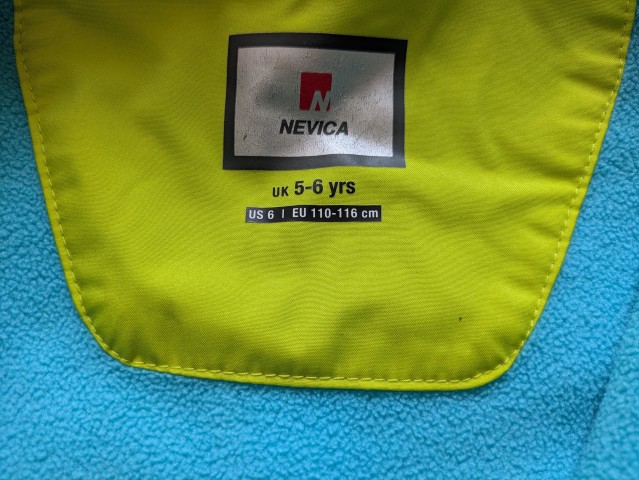 N
NEVICA
UK 5-6 yrs
US 6 | EU 110-116 cm